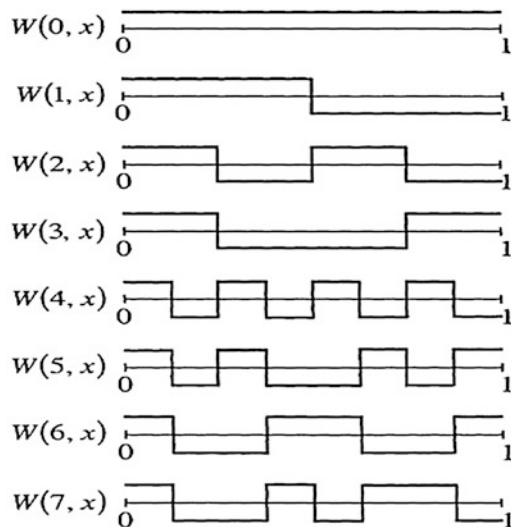 W(0, x)
0 1
W(1, x)
0 1
W(2, x)
0 1
W(3, x)
0 1
W(4, x)
0 1
W(5, x)
0 1
W(6, x)
0 1
W(7, x)
0 1